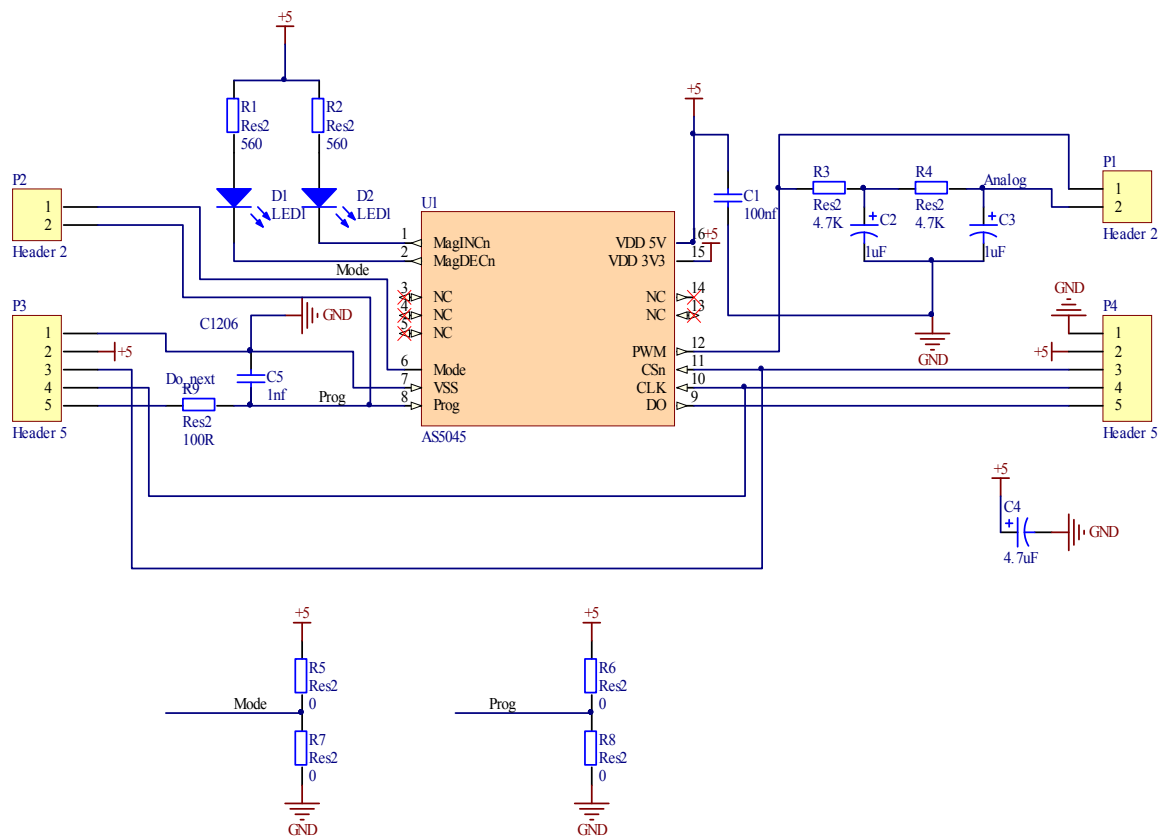 +5
R1
Res2
560
R2
Res2
560
D1
LED1
D2
LED1
P2
1
2
Header 2
+5
C1
100nf
R3
Res2
4.7K
R4
Res2
4.7K
Analog
C2
1uF
C3
1uF
P1
1
2
Header 2
U1
1
MagINCn
2
MagDECn
3
NC
4
NC
5
NC
6
Mode
7
VSS
8
Prog
VDD 5V
16
VDD 3V3
15
+5
NC
14
NC
13
PWM
12
CSn
11
CLK
10
DO
9
AS5045
Mode
P3
1
2
3
4
5
Header 5
+5
C1206
GND
C5
1nf
Do_next
R9
Res2
100R
Prog
GND
GND
P4
+5
1
2
3
4
5
Header 5
+5
C4
4.7uF
GND
+5
R5
Res2
0
Mode
R7
Res2
0
GND
+5
R6
Res2
0
Prog
R8
Res2
0
GND